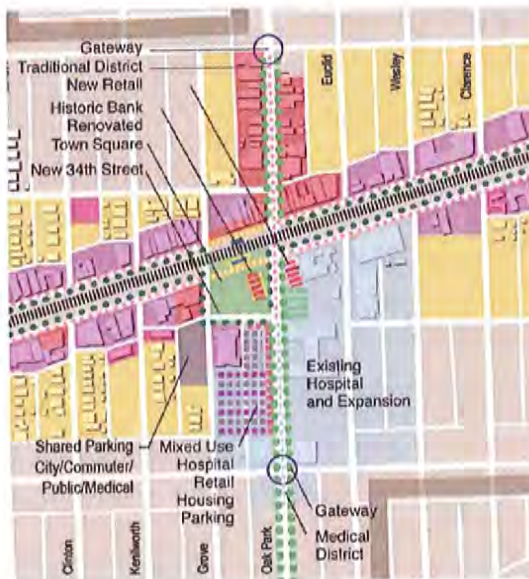 Gateway
Traditional District
New Retail
Historic Bank
Renovated
Town Square
New 34th Street
Euclid
Wesley
Clarence
Existing
Hospital
and Expansion
Shared Parking
City/Commuter/
Public/Medical
Mixed Use
Hospital
Retail
Housing
Parking
Gateway
Medical
District
Clinton
Kenilworth
Grove
Oak Park